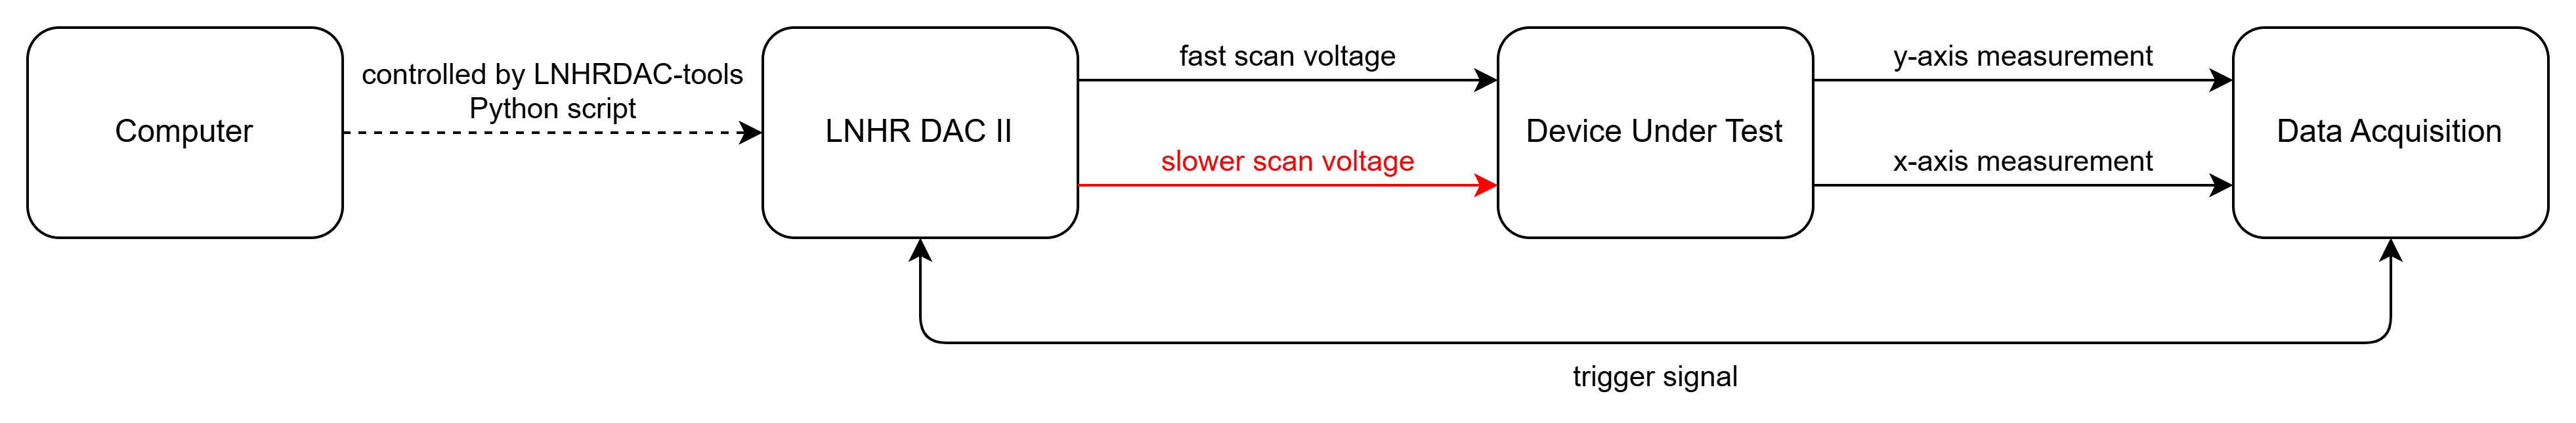 Computer
controlled by LNHRDAC-tools
Python script
LNHR DAC II
fast scan voltage
slower scan voltage
Device Under Test
y-axis measurement
x-axis measurement
Data Acquisition
trigger signal